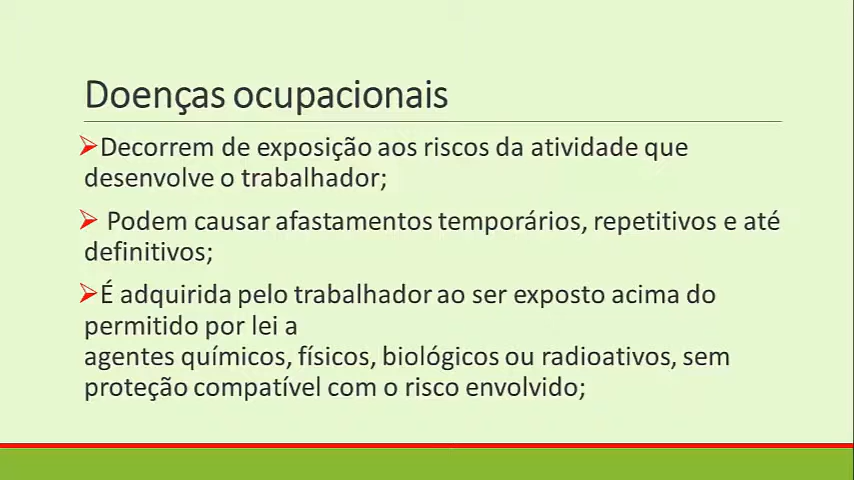 Doenças ocupacionais
➢Decorrem de exposição aos riscos da atividade que
desenvolve o trabalhador;
➢ Podem causar afastamentos temporários, repetitivos e até
definitivos;
➢É adquirida pelo trabalhador ao ser exposto acima do
permitido por lei a
agentes químicos, físicos, biológicos ou radioativos, sem
proteção compatível com o risco envolvido;